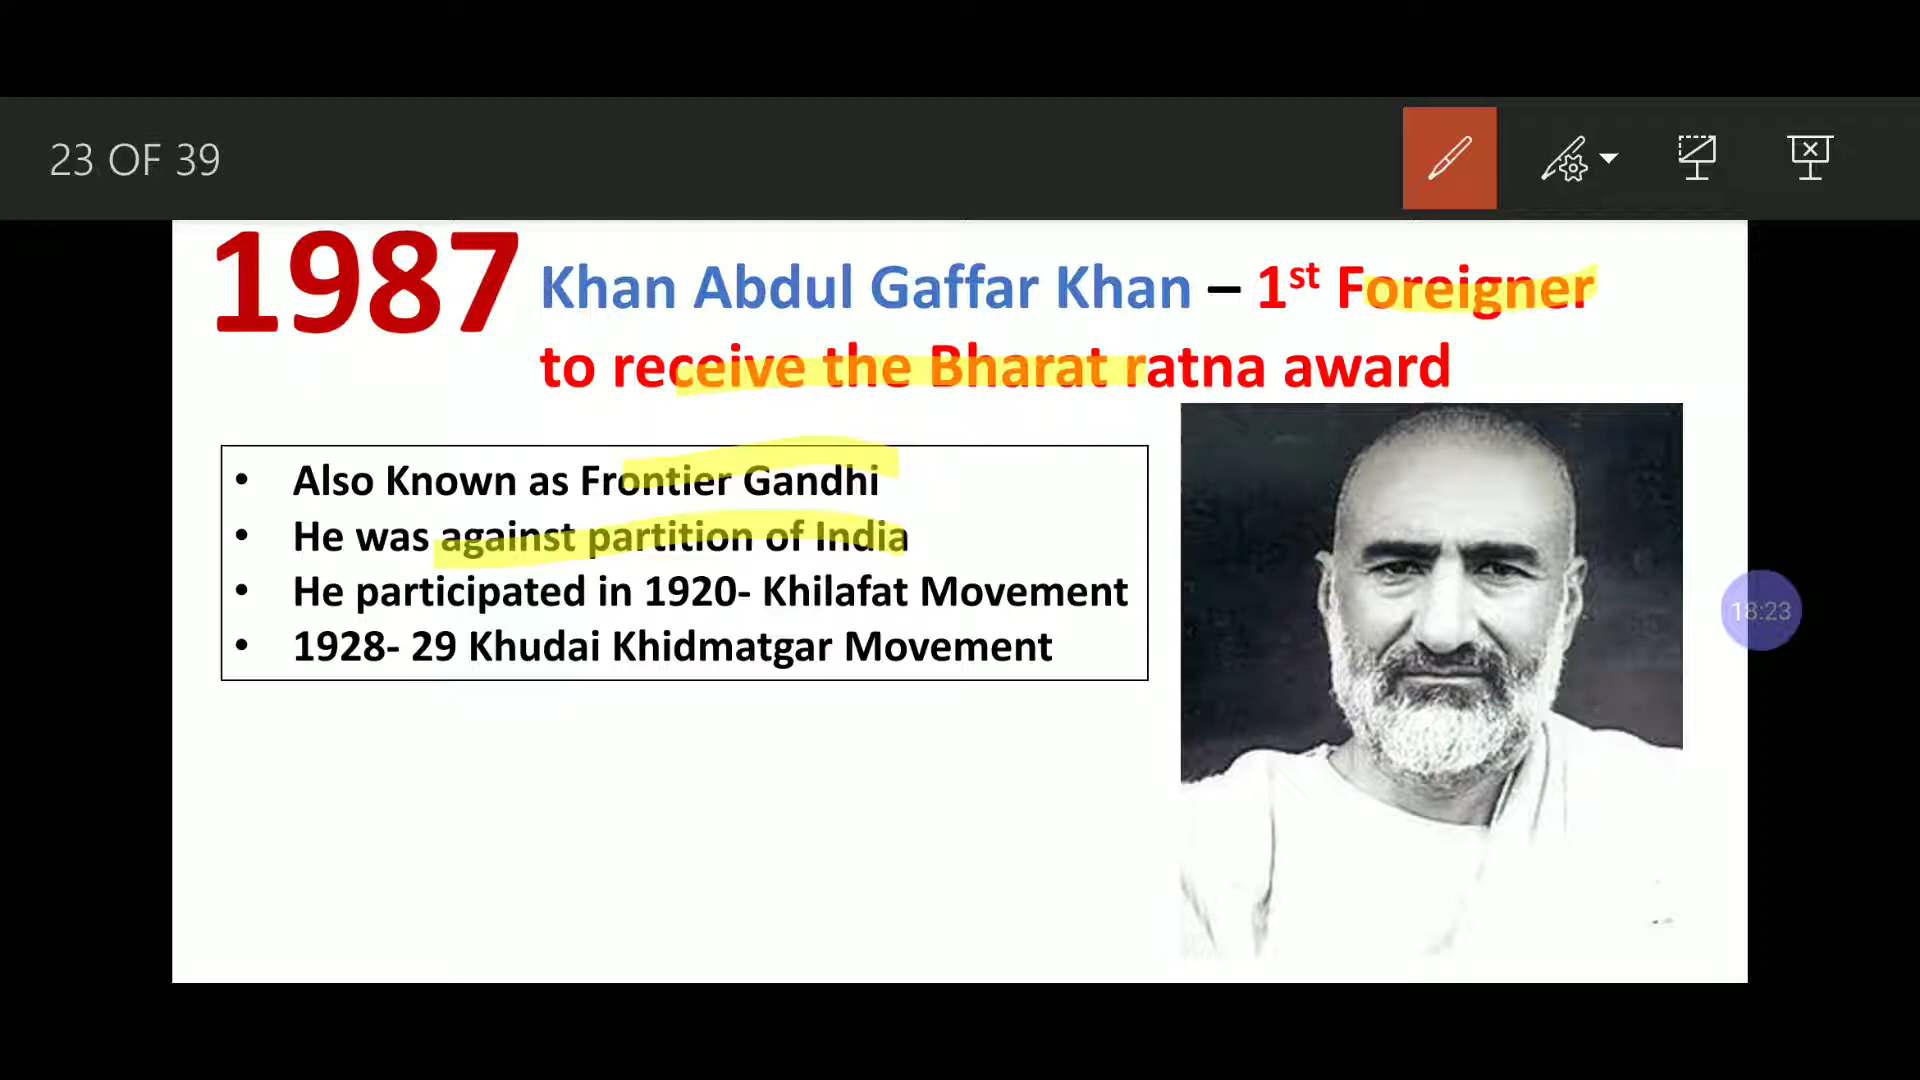 23 OF 39
1987
Khan Abdul Gaffar Khan – 1st Foreigner
to receive the Bharat ratna award
• Also Known as Frontier Gandhi
• He was against partition of India
• He participated in 1920- Khilafat Movement
• 1928- 29 Khudai Khidmatgar Movement
18:23